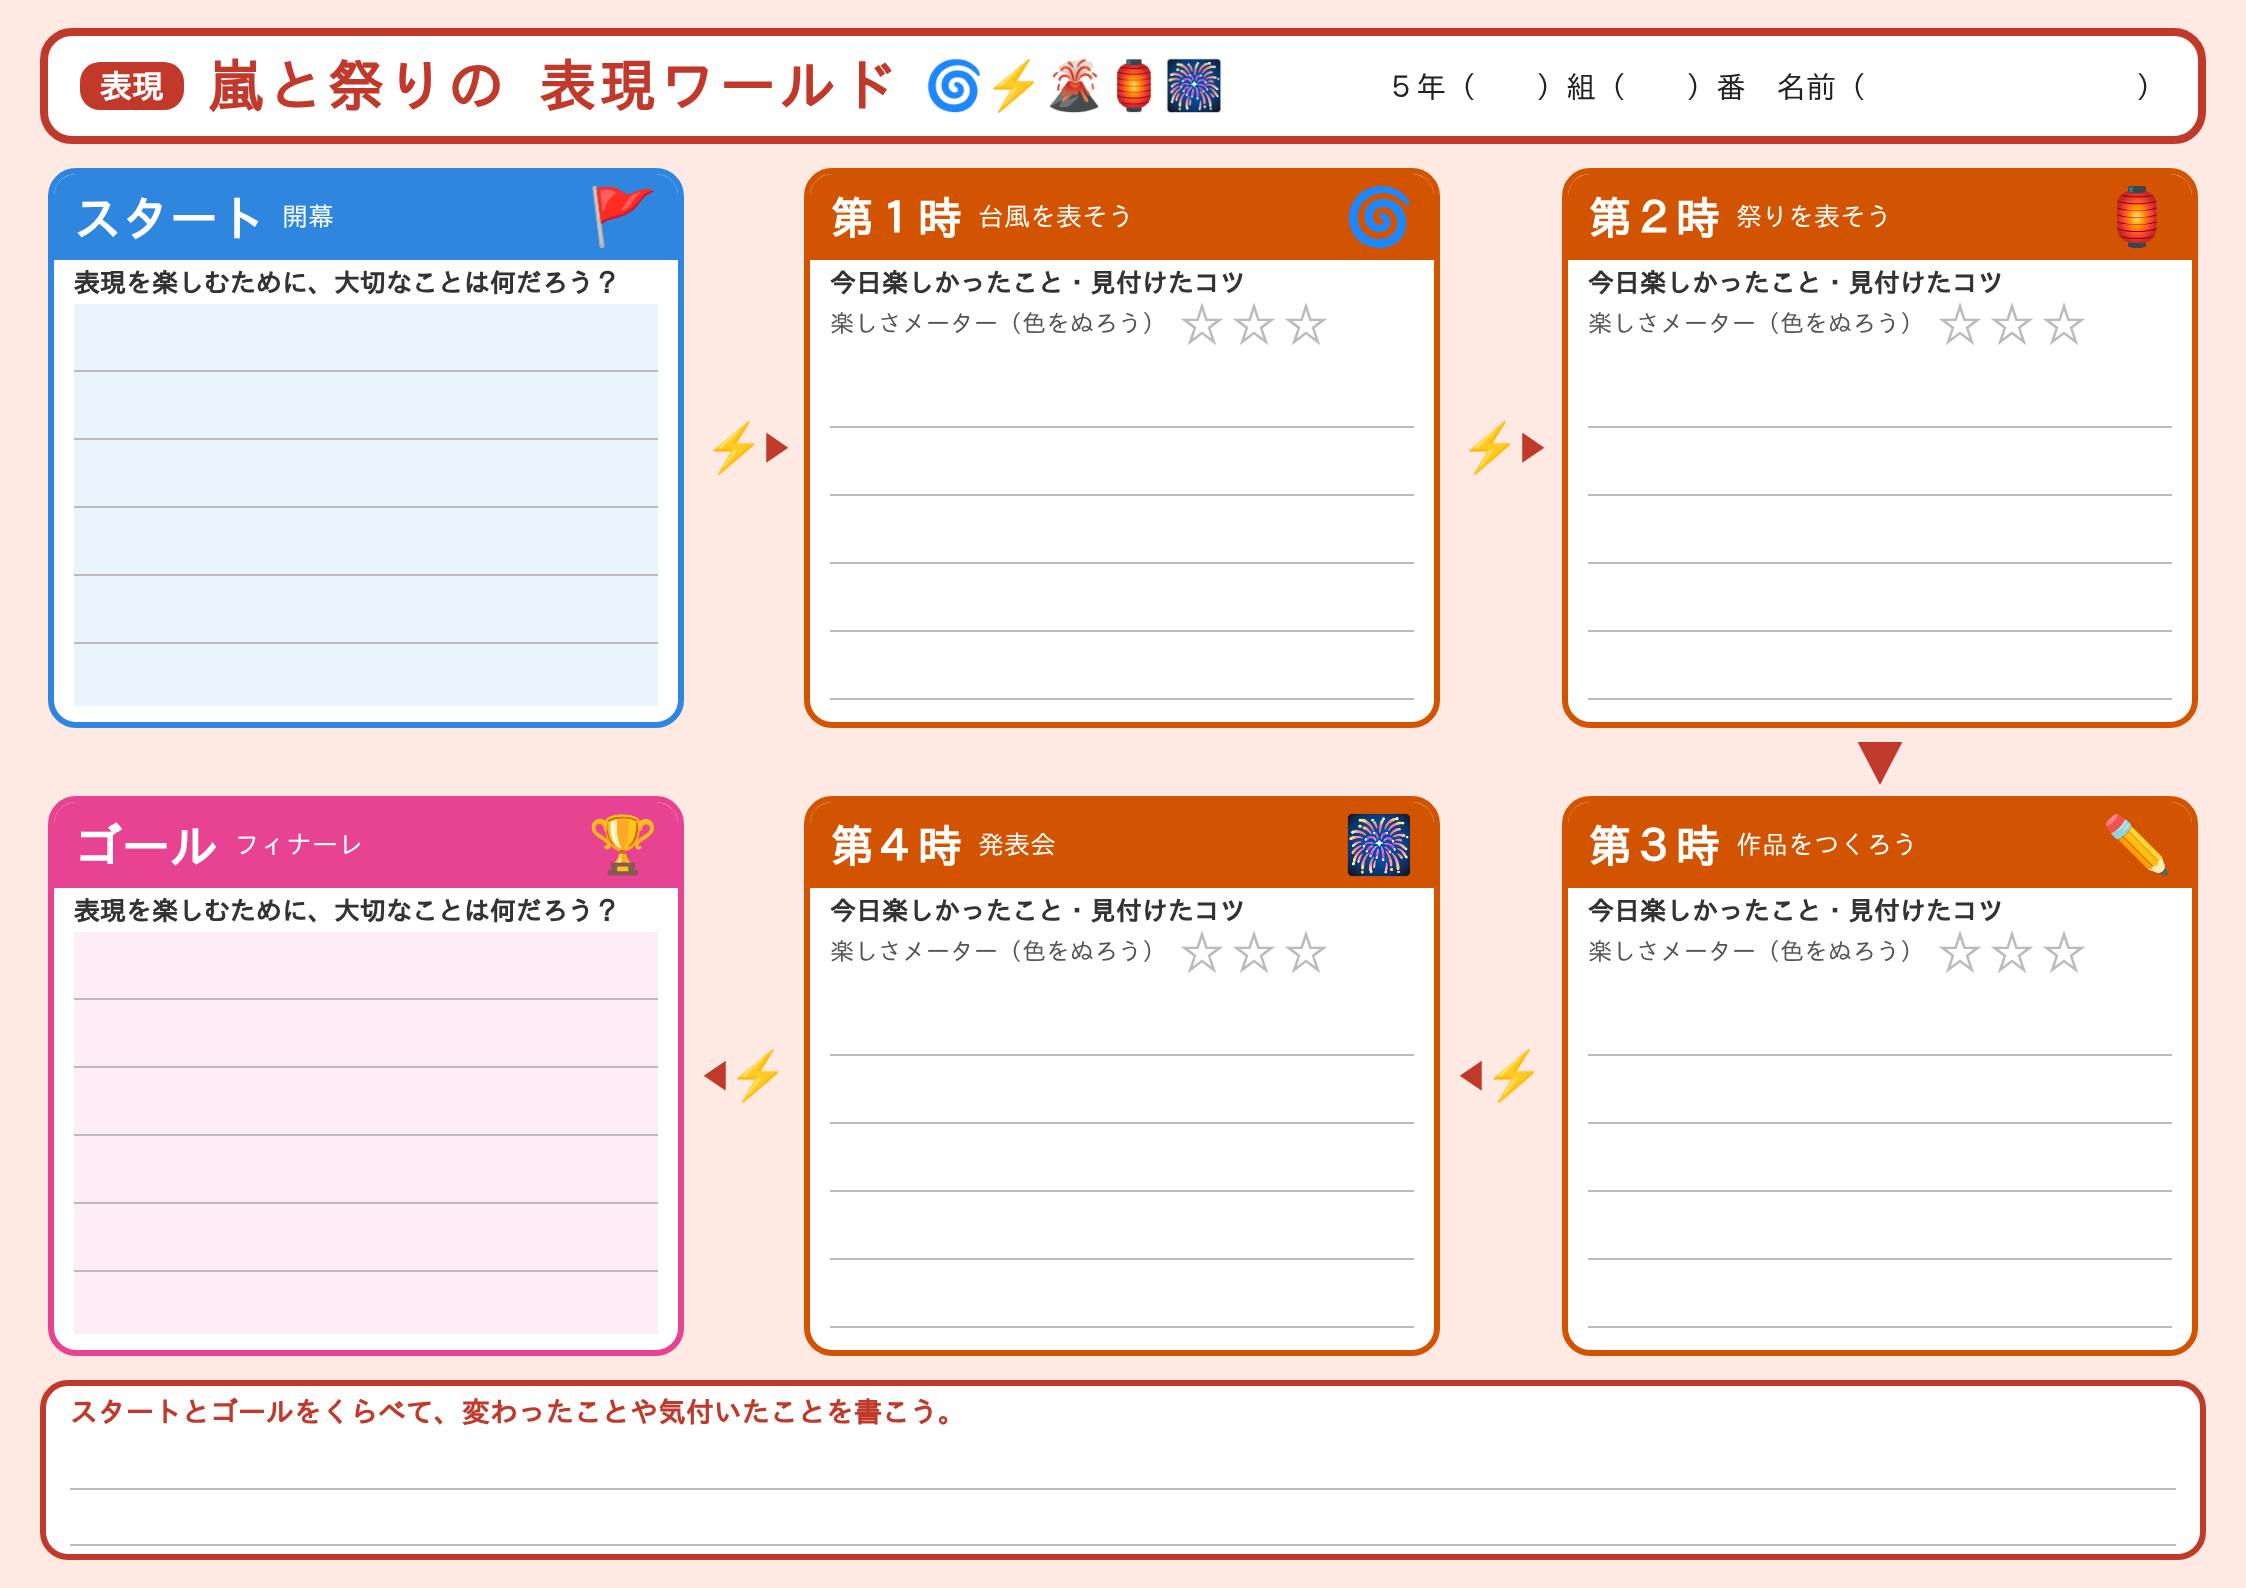 表現 嵐と祭りの 表現ワールド 5年（　　）組（　　）番　名前（　　　　　　　　　）
スタート 開幕
表現を楽しむために、大切なことは何だろう？
第1時 台風を表そう
今日楽しかったこと・見付けたコツ
楽しさメーター（色をぬろう） ☆☆☆
第2時 祭りを表そう
今日楽しかったこと・見付けたコツ
楽しさメーター（色をぬろう） ☆☆☆
第3時 作品をつくろう
今日楽しかったこと・見付けたコツ
楽しさメーター（色をぬろう） ☆☆☆
第4時 発表会
今日楽しかったこと・見付けたコツ
楽しさメーター（色をぬろう） ☆☆☆
ゴール フィナーレ
表現を楽しむために、大切なことは何だろう？
スタートとゴールをくらべて、変わったことや気付いたことを書こう。